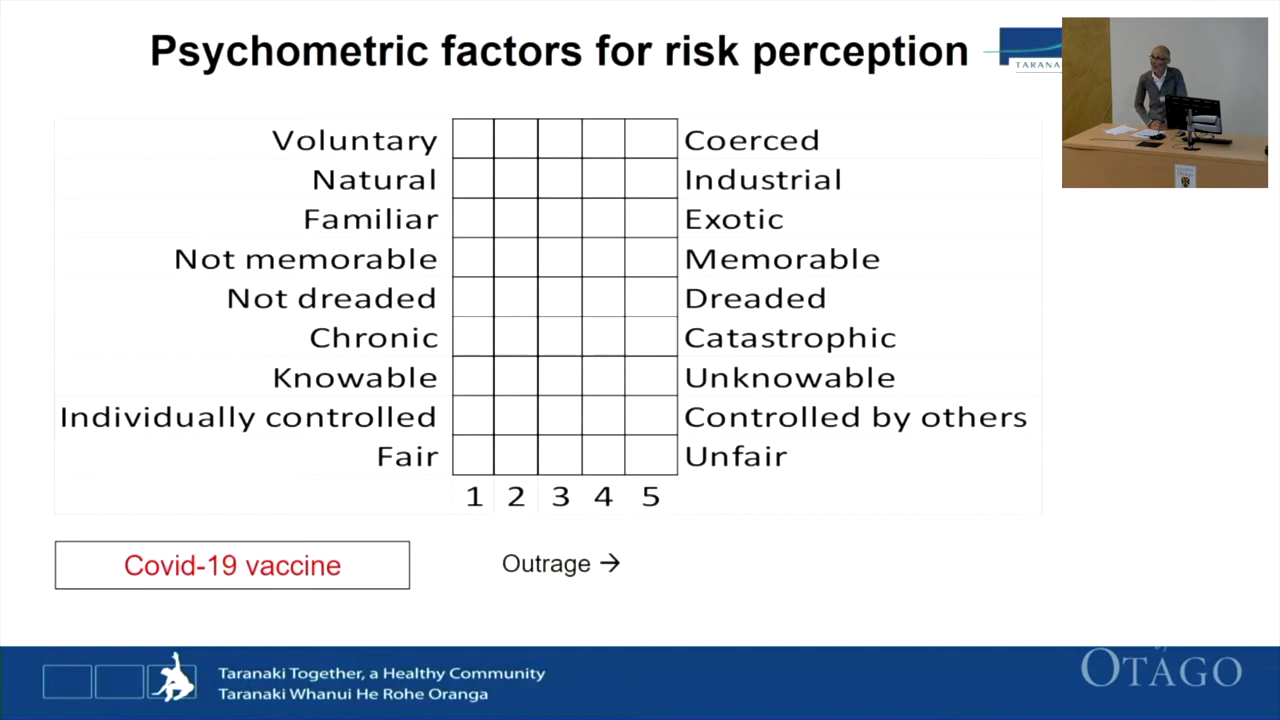 Psychometric factors for risk perception
TARANA
Voluntary Coerced
Natural Industrial
Familiar Exotic
Not memorable Memorable
Not dreaded Dreaded
Chronic Catastrophic
Knowable Unknowable
Individually controlled Controlled by others
Fair Unfair
1 2 3 4 5
Covid-19 vaccine
Outrage →
Taranaki Together, a Healthy Community
Taranaki Whanui He Rohe Oranga
OTAGO